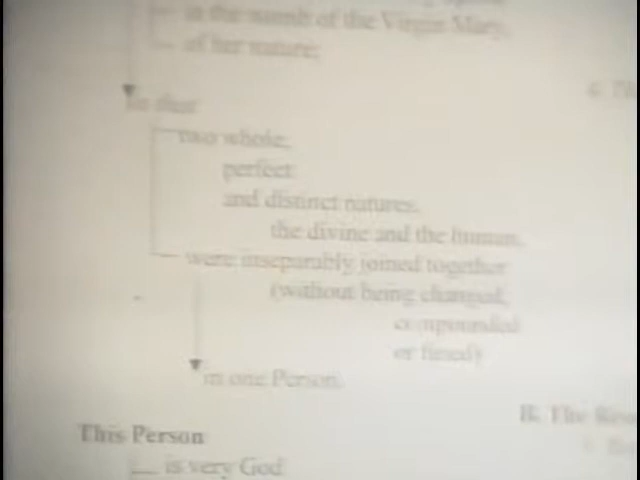 in the womb of the Virgin Mary,
of her nature;
So that
two whole,
perfect
and distinct natures,
the divine and the human,
were inseparably joined together
(without being changed,
compounded
or fused)
in one Person.
This Person
is very God
B. The